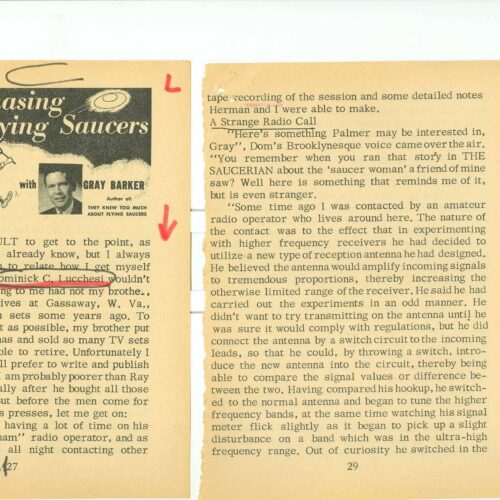 asing
ying Saucers
with GRAY BARKER
Author of:
THEY KNEW TOO MUCH
ABOUT FLYING SAUCERS
ULT to get to the point, as
already know, but I always
to relate how I get myself
ominick C. Lucchesi wouldn't
ng to me had not my brother,
ives at Gassaway, W. Va.,
n sets some years ago. To
t as possible, my brother put
nas and sold so many TV sets
ble to retire. Unfortunately I
ll prefer to write and publish
I am probably poorer than Ray
ally after he bought all those
But before the men come for
s presses, let me get on:
having a lot of time on his
am" radio operator, and as
all night contacting other
27
tape recording of the session and some detailed notes
Herman and I were able to make.
A Strange Radio Call
"Here's something Palmer may be interested in,
Gray", Dom's Brooklynesque voice came over the air.
"You remember when you ran that story in THE
SAUCERIAN about the 'saucer woman' a friend of mine
saw? Well here is something that reminds me of it,
but is even stranger.
"Some time ago I was contacted by an amateur
radio operator who lives around here. The nature of
the contact was to the effect that in experimenting
with higher frequency receivers he had decided to
utilize a new type of reception antenna he had designed.
He believed the antenna would amplify incoming signals
to tremendous proportions, thereby increasing the
otherwise limited range of the receiver. He said he had
carried out the experiments in an odd manner. He
didn't want to try transmitting on the antenna until he
was sure it would comply with regulations, but he did
connect the antenna by a switch circuit to the incoming
leads, so that he could, by throwing a switch, intro-
duce the new antenna into the circuit, thereby being
able to compare the signal values or difference be-
tween the two. Having compared his hookup, he switch-
ed to the normal antenna and began to tune the higher
frequency bands, at the same time watching his signal
meter flick slightly as it began to pick up a slight
disturbance on a band which was in the ultra-high
frequency range. Out of curiosity he switched in the
29